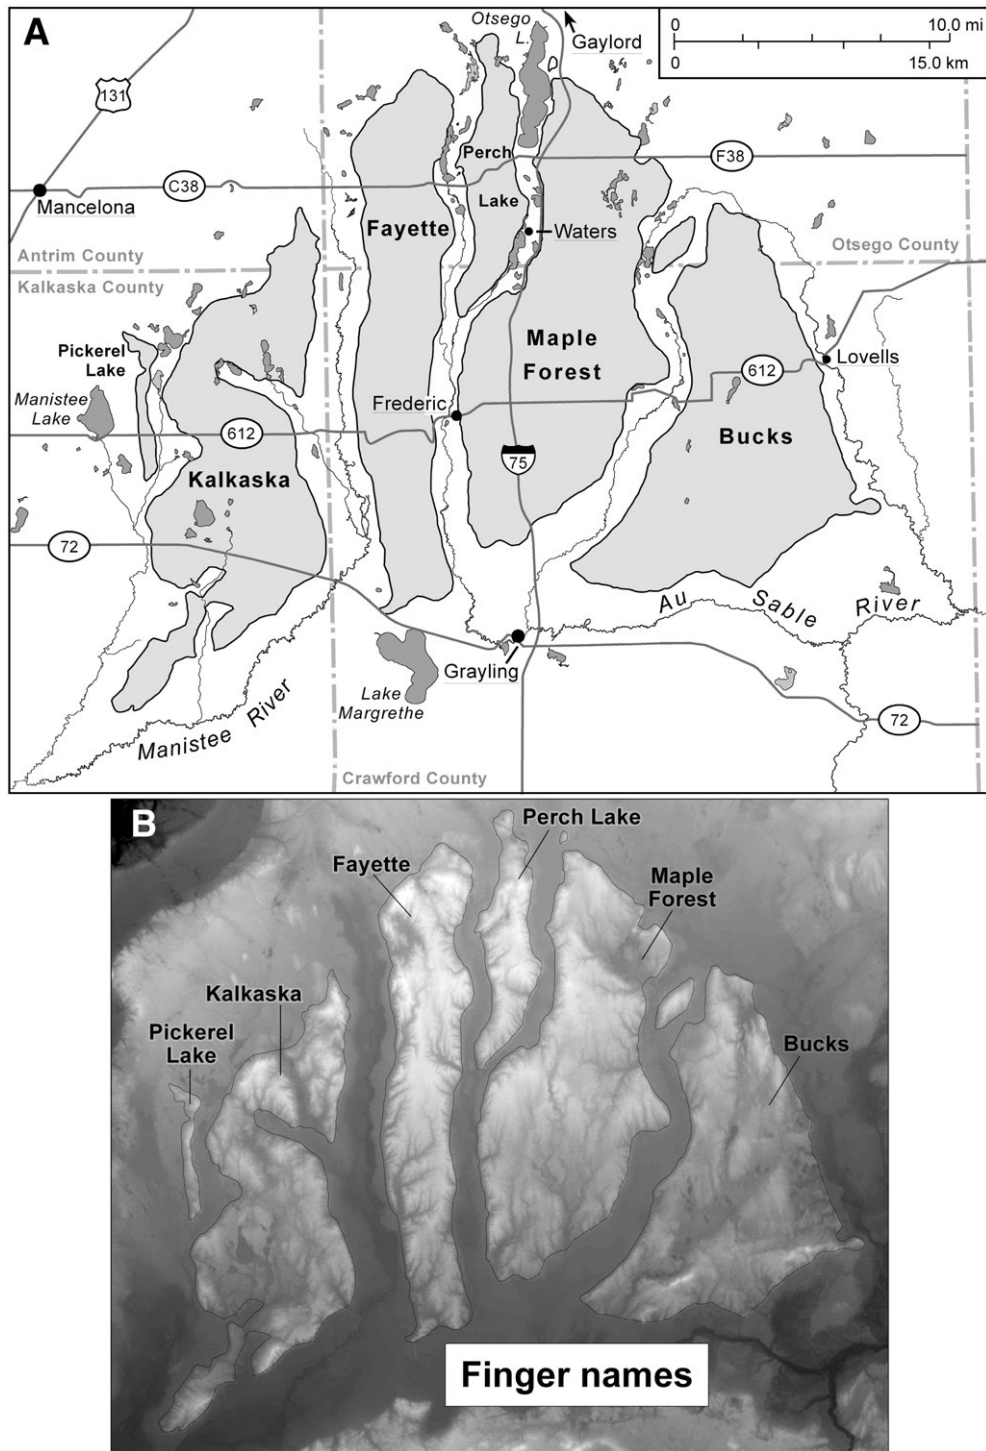 A
Otsego
L.
Gaylord
0 10.0 mi
0 15.0 km
131
Perch
C38
F38
Mancelona
Lake
Fayette
Waters
Antrim County
Otsego County
Kalkaska County
Maple
Forest
Pickerel
Lake
Lovells
612
Manistee
Lake
Frederic
612
Bucks
75
Kalkaska
72
Au Sable River
Grayling
Lake
Margrethe
Manistee River
72
Crawford County
B
Perch Lake
Fayette
Maple
Forest
Kalkaska
Pickerel
Lake
Bucks
Finger names